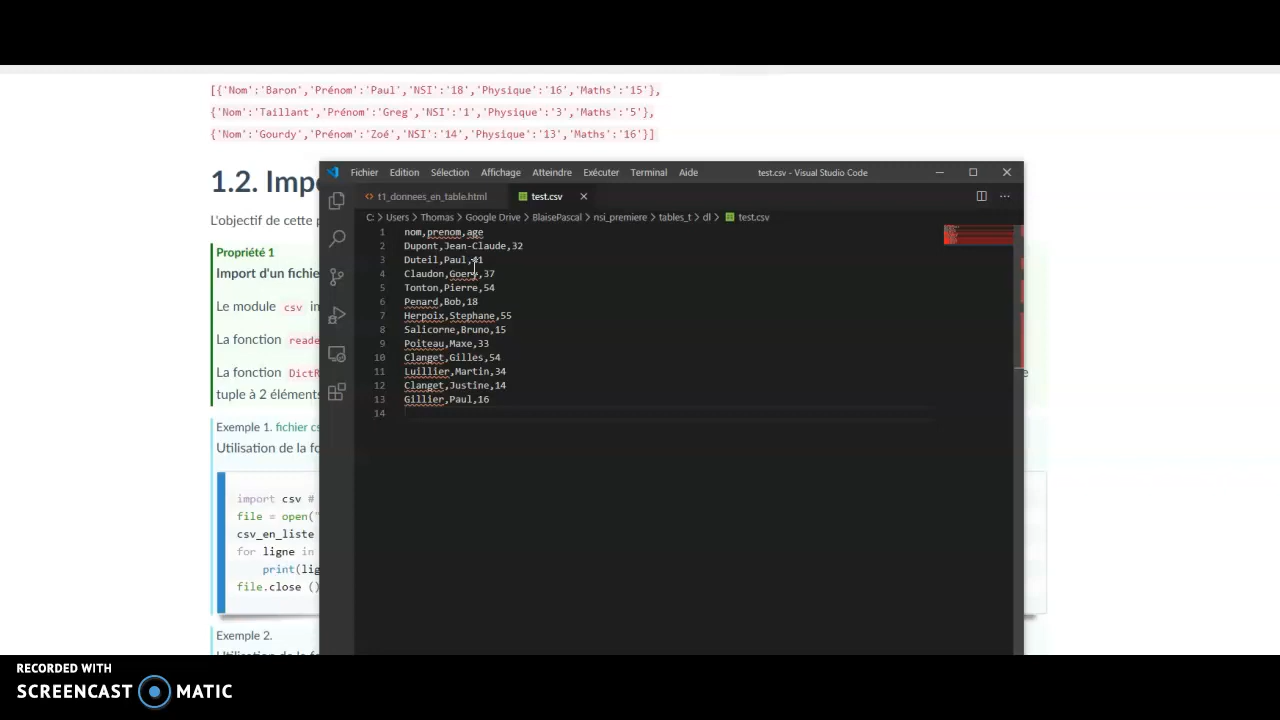 [{'Nom':'Baron','Prénom':'Paul','NSI':'18','Physique':'16','Maths':'15'},
{'Nom':'Taillant','Prénom':'Greg','NSI':'1','Physique':'3','Maths':'5'},
{'Nom':'Gourdy','Prénom':'Zoé','NSI':'14','Physique':'13','Maths':'16'}]
1.2. Impo
L'objectif de cette p
Propriété 1
Import d'un fichie
Le module csv im
La fonction reade
La fonction DictR
e
tuple à 2 éléments
Exemple 1. fichier cs
Utilisation de la fo
import csv #
file = open("
csv_en_liste
for ligne in
print(lig
file.close ()
Exemple 2.
Fichier Edition Sélection Affichage Atteindre Exécuter Terminal Aide test.csv - Visual Studio Code
t1_donnees_en_table.html test.csv
C: > Users > Thomas > Google Drive > BlaisePascal > nsi_premiere > tables_t > dl > test.csv
1 nom,prenom,age
2 Dupont,Jean-Claude,32
3 Duteil,Paul,
4 Claudon, ,37
5 Tonton,Pierre,54
6 Penard,Bob,18
7 Herpoix,Stephane,55
8 Salicorne,Bruno,15
9 Poiteau,Maxe,33
10 Clanget,Gilles,54
11 Luillier,Martin,34
12 Clanget,Justine,14
13 Gillier,Paul,16
14
RECORDED WITH
SCREENCAST MATIC